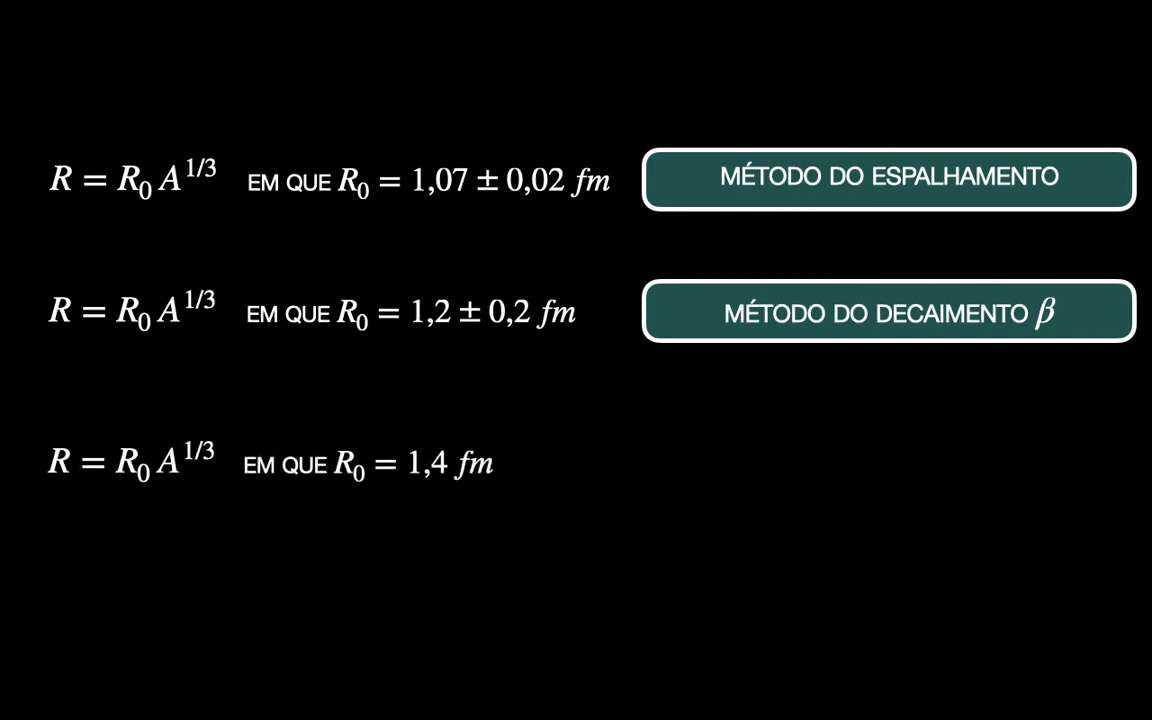 R = R₀ A^1/3 EM QUE R₀ = 1,07 ± 0,02 fm MÉTODO DO ESPALHAMENTO
R = R₀ A^1/3 EM QUE R₀ = 1,2 ± 0,2 fm MÉTODO DO DECAIMENTO β
R = R₀ A^1/3 EM QUE R₀ = 1,4 fm